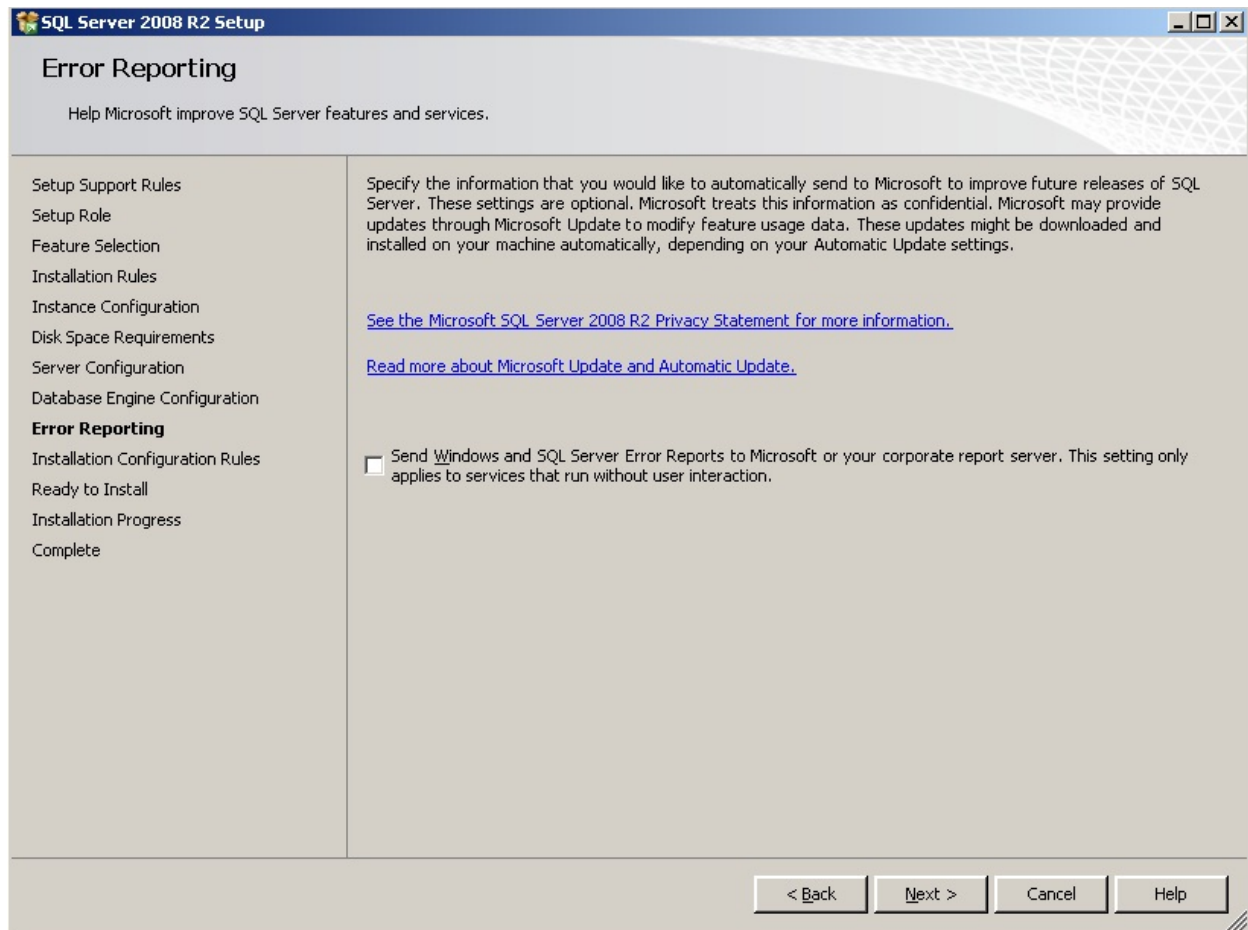 SQL Server 2008 R2 Setup
Error Reporting
Help Microsoft improve SQL Server features and services.
Setup Support Rules
Setup Role
Feature Selection
Installation Rules
Instance Configuration
Disk Space Requirements
Server Configuration
Database Engine Configuration
Error Reporting
Installation Configuration Rules
Ready to Install
Installation Progress
Complete
Specify the information that you would like to automatically send to Microsoft to improve future releases of SQL
Server. These settings are optional. Microsoft treats this information as confidential. Microsoft may provide
updates through Microsoft Update to modify feature usage data. These updates might be downloaded and
installed on your machine automatically, depending on your Automatic Update settings.
See the Microsoft SQL Server 2008 R2 Privacy Statement for more information.
Read more about Microsoft Update and Automatic Update.
Send Windows and SQL Server Error Reports to Microsoft or your corporate report server. This setting only
applies to services that run without user interaction.
< Back
Next >
Cancel
Help